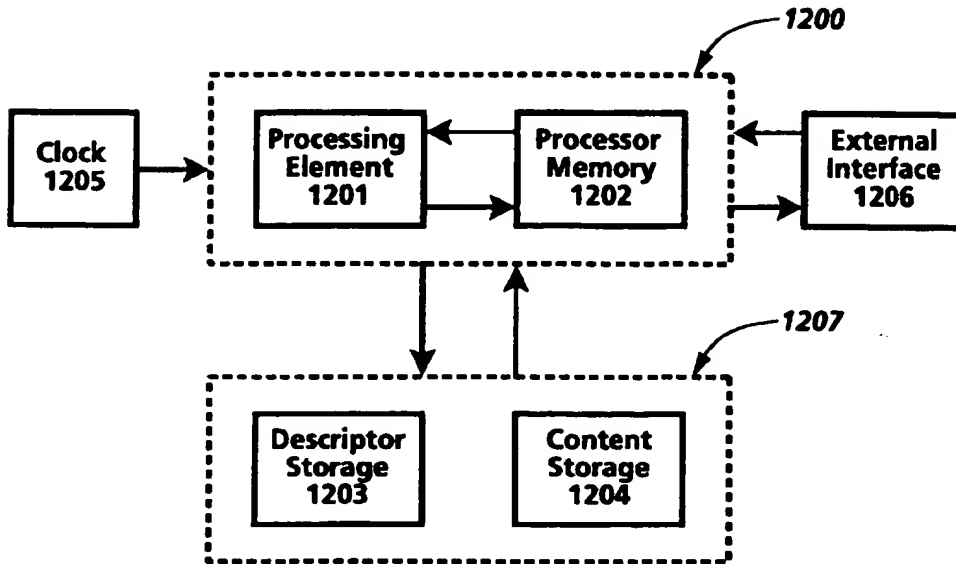 1200
Clock
1205
Processing
Element
1201
Processor
Memory
1202
External
Interface
1206
1207
Descriptor
Storage
1203
Content
Storage
1204